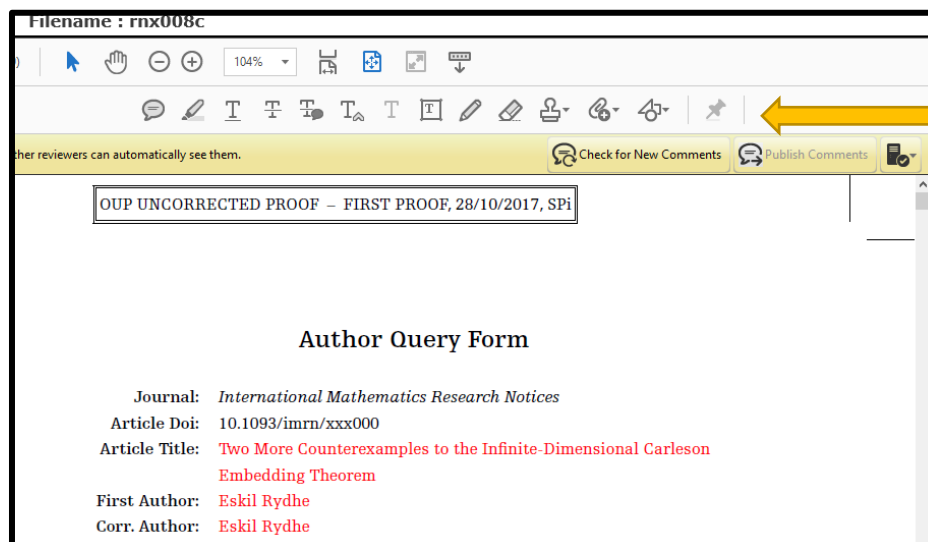 Filename : rnx008c
104%
ther reviewers can automatically see them.
Check for New Comments
Publish Comments
OUP UNCORRECTED PROOF – FIRST PROOF, 28/10/2017, SPi
Author Query Form
Journal: International Mathematics Research Notices
Article Doi: 10.1093/imrn/xxx000
Article Title: Two More Counterexamples to the Infinite-Dimensional Carleson
Embedding Theorem
First Author: Eskil Rydhe
Corr. Author: Eskil Rydhe